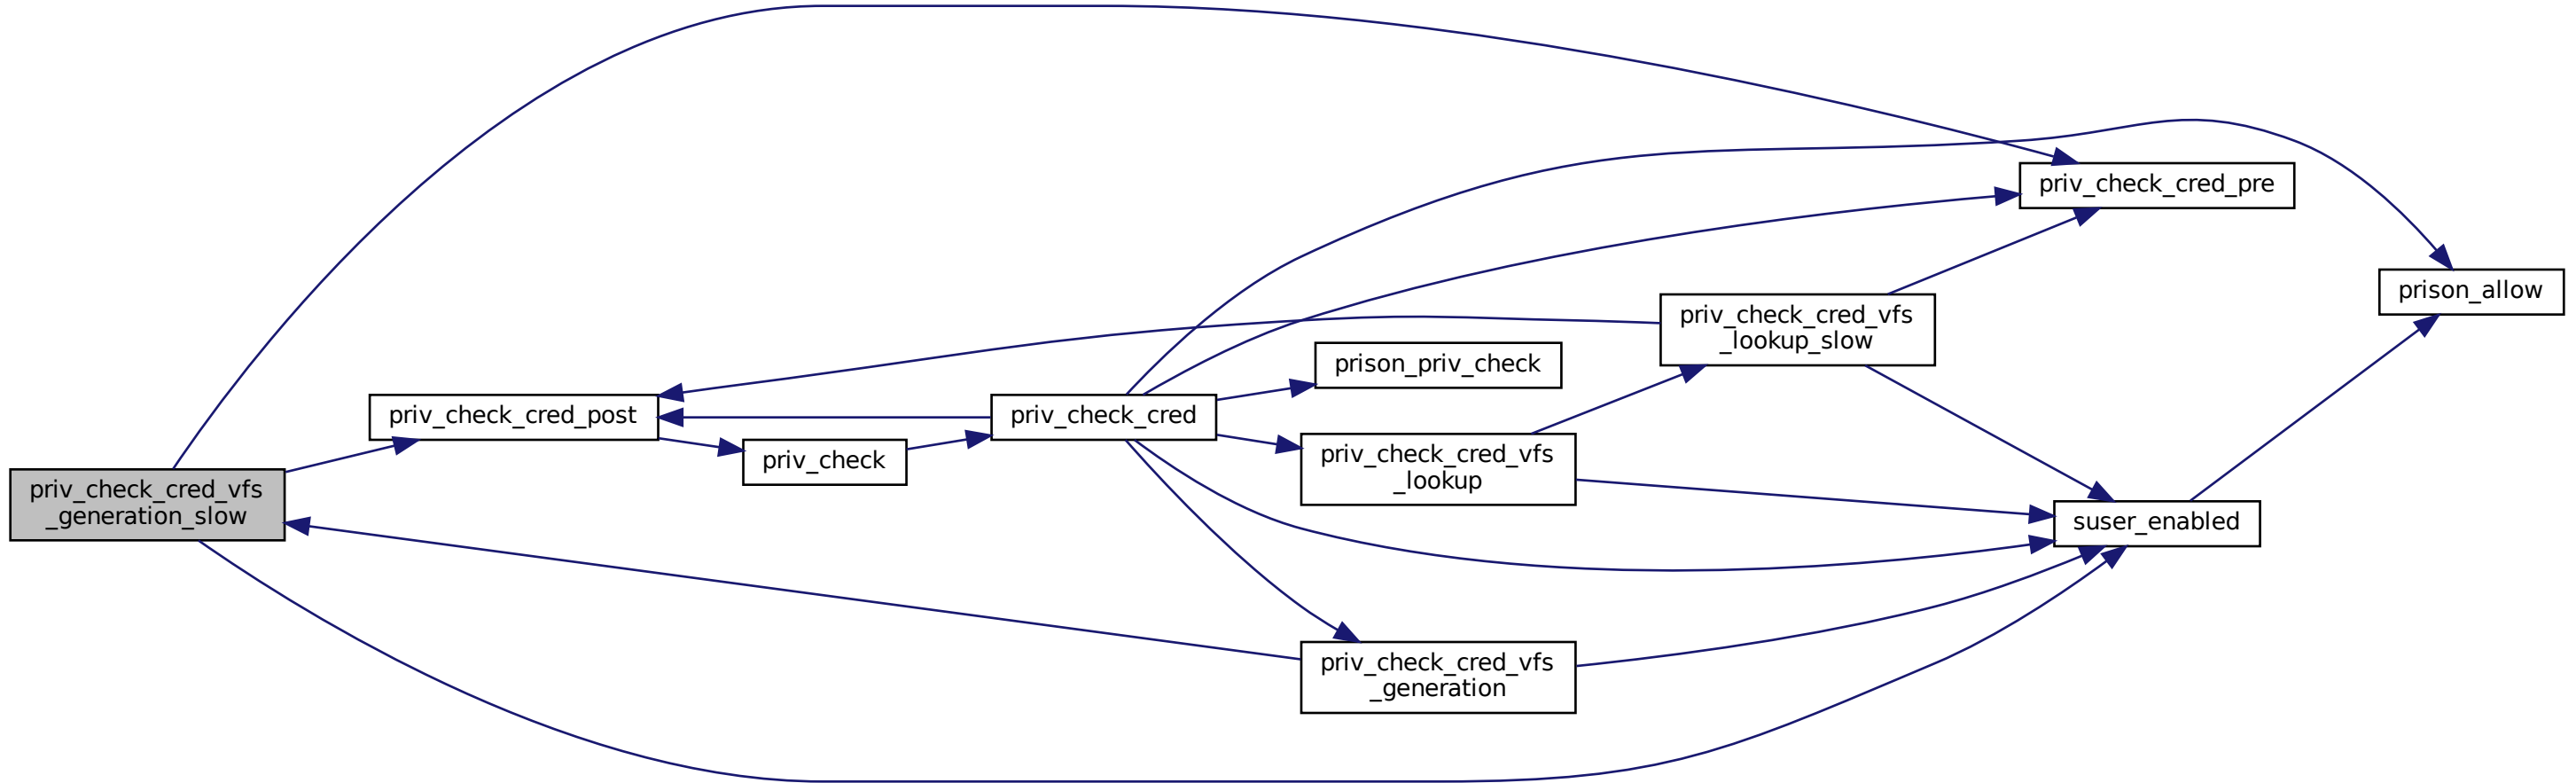 priv_check_cred_vfs
_generation_slow
priv_check_cred_post
priv_check
priv_check_cred
prison_priv_check
priv_check_cred_vfs
_lookup
priv_check_cred_vfs
_generation
priv_check_cred_vfs
_lookup_slow
priv_check_cred_pre
suser_enabled
prison_allow